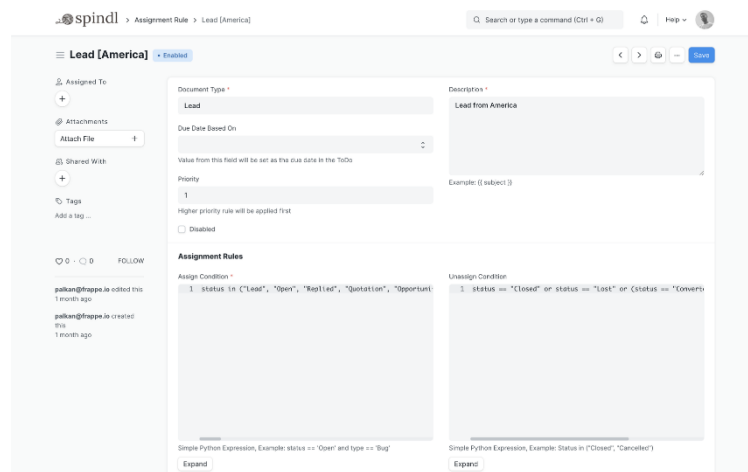 spindl > Assignment Rule > Lead [America]
Search or type a command (Ctrl + G)
Help
Lead [America]
• Enabled
Save
Assigned To
+
Attachments
Attach File +
Shared With
+
Tags
Add a tag ...
0 · 0 FOLLOW
palkan@frappe.io edited this
1 month ago
palkan@frappe.io created
this
1 month ago
Document Type *
Lead
Due Date Based On
Value from this field will be set as the due date in the ToDo
Priority
1
Higher priority rule will be applied first
Disabled
Description *
Lead from America
Example: {{ subject }}
Assignment Rules
Assign Condition *
1 status in ("Lead", "Open", "Replied", "Quotation", "Opportuni
Simple Python Expression, Example: status == 'Open' and type == 'Bug'
Expand
Unassign Condition
1 status == "Closed" or status == "Lost" or (status == "Converte
Simple Python Expression, Example: Status in ("Closed", "Cancelled")
Expand